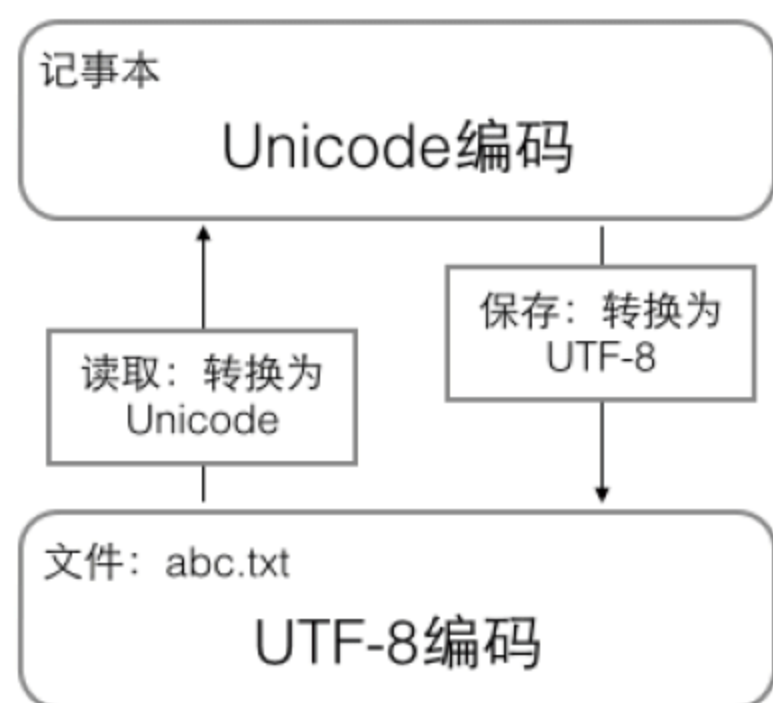 记事本
Unicode编码
读取：转换为
Unicode
保存：转换为
UTF-8
文件：abc.txt
UTF-8编码